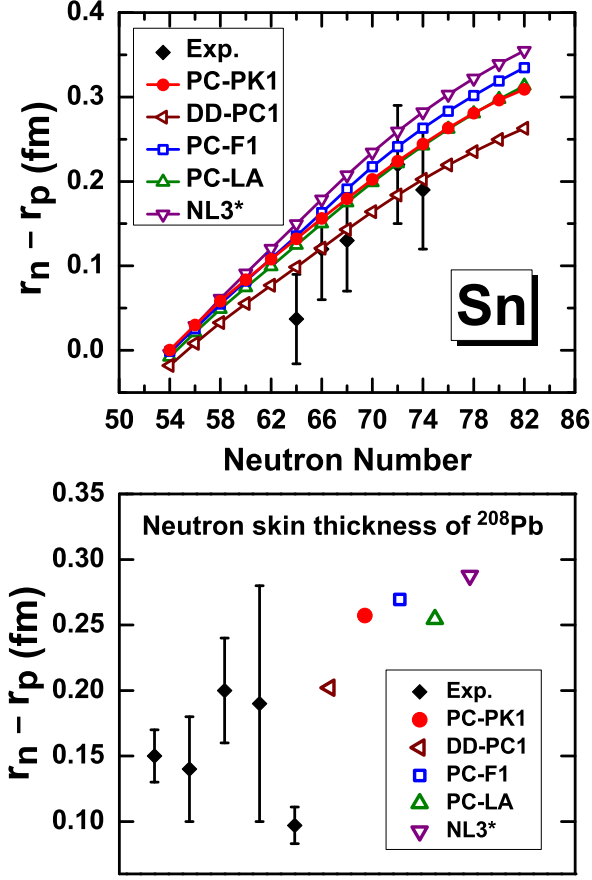 0.4
0.3
0.2
0.1
0.0
rn − rp (fm)
Exp.
PC-PK1
DD-PC1
PC-F1
PC-LA
NL3*
Sn
50 54 58 62 66 70 74 78 82 86
Neutron Number
0.35
0.30
0.25
0.20
0.15
0.10
rn − rp (fm)
Neutron skin thickness of ²⁰⁸Pb
Exp.
PC-PK1
DD-PC1
PC-F1
PC-LA
NL3*